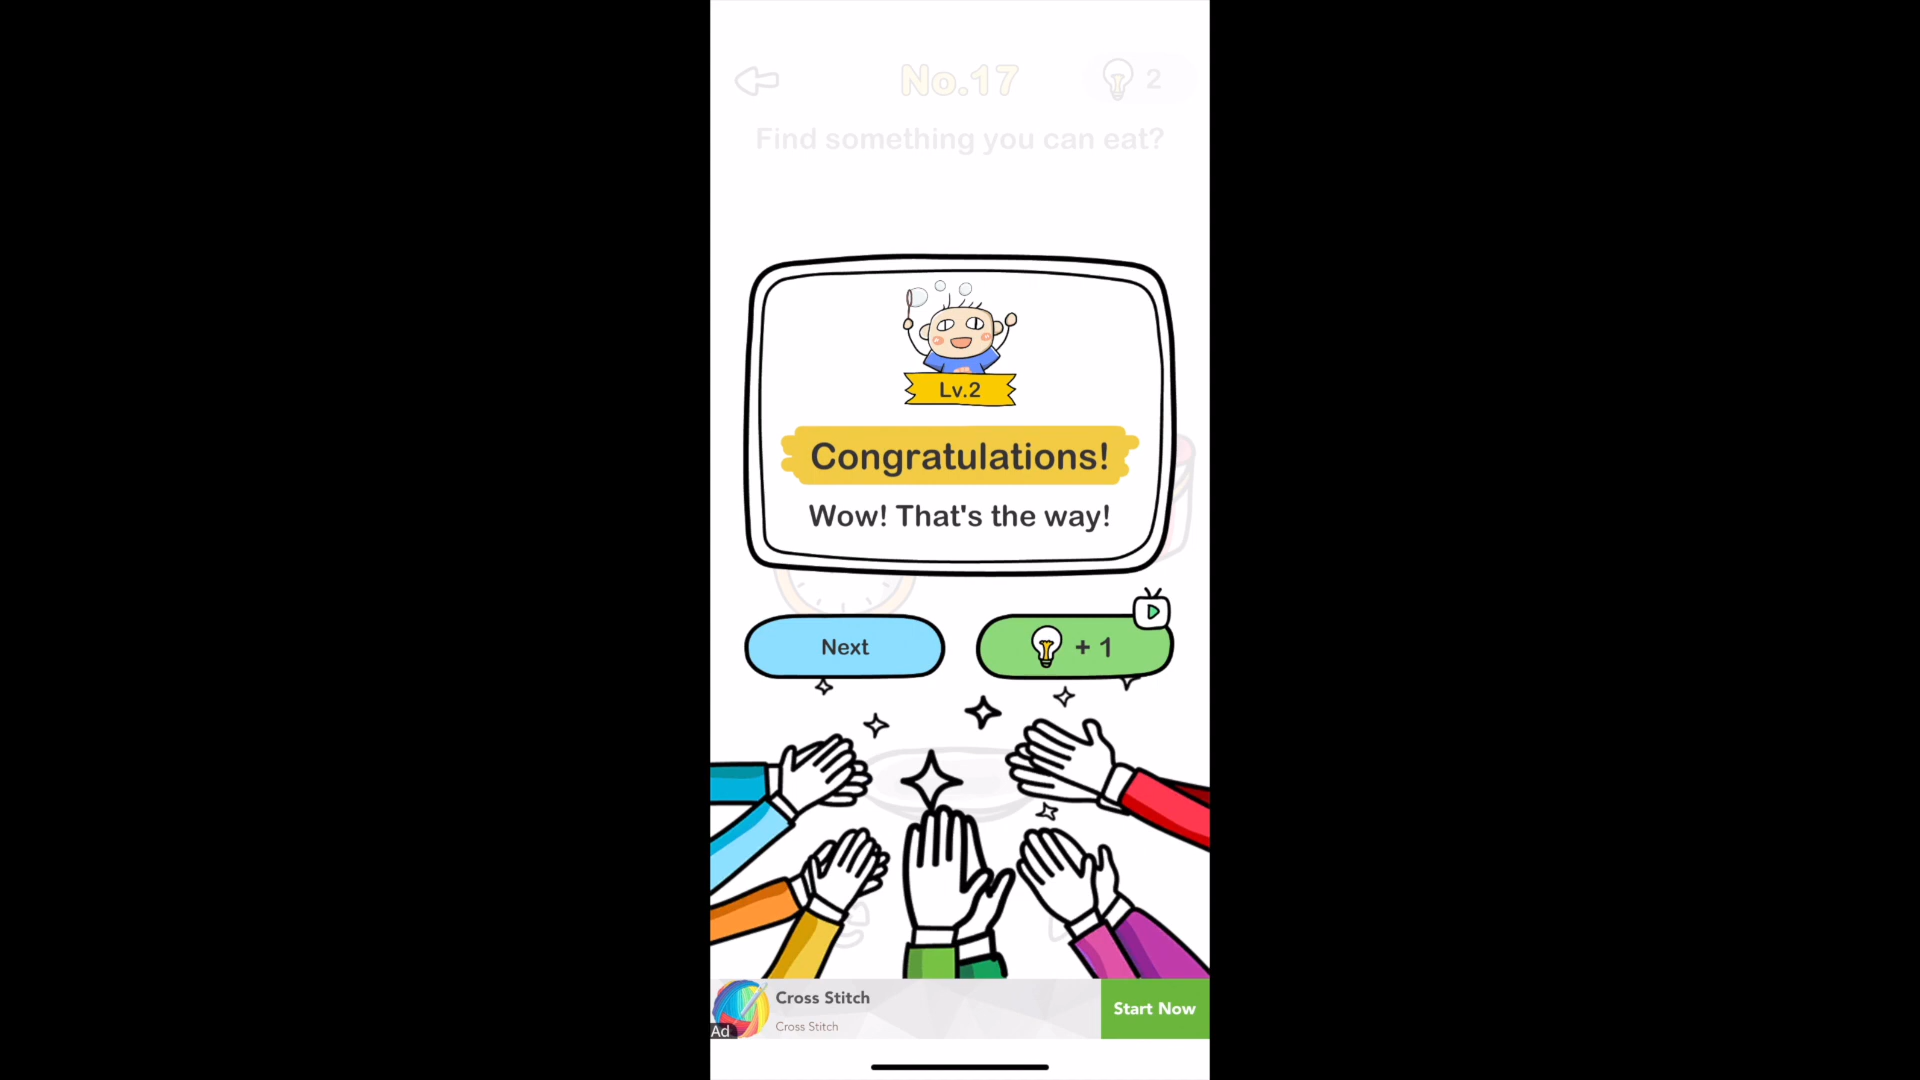 No.17
2
Find something you can eat?
Lv.2
Congratulations!
Wow! That's the way!
Next
+ 1
Cross Stitch
Cross Stitch
Ad
Start Now